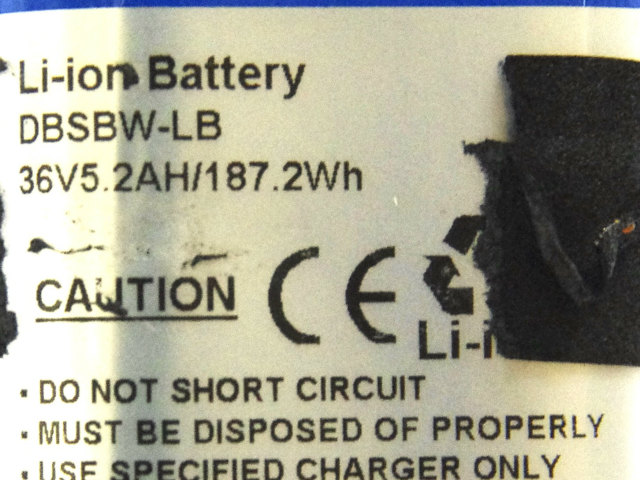 Li-ion Battery
DBSBW-LB
36V5.2AH/187.2Wh
CAUTION CE
Li-i
· DO NOT SHORT CIRCUIT
· MUST BE DISPOSED OF PROPERLY
· USE SPECIFIED CHARGER ONLY